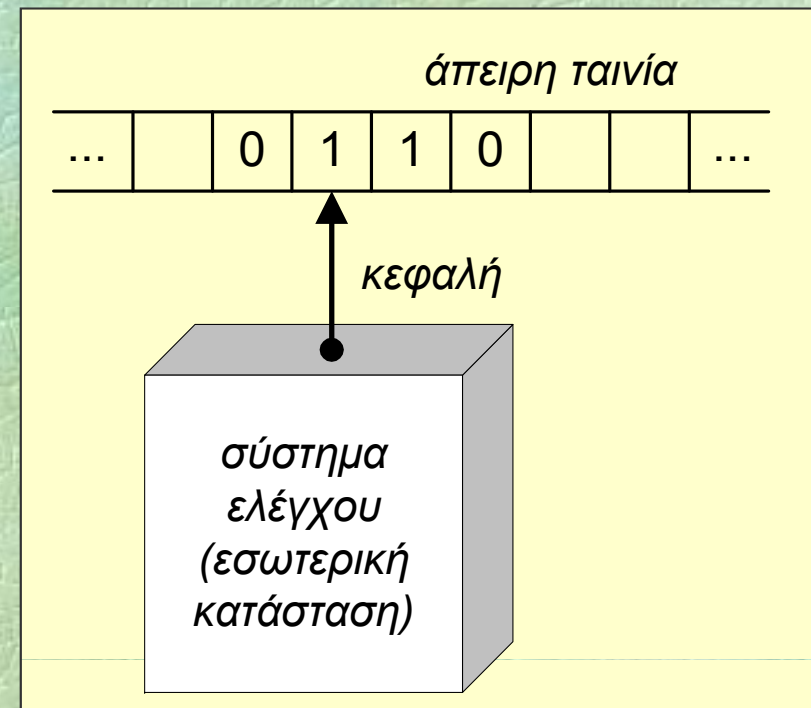 άπειρη ταινία
... 0 1 1 0 ...
κεφαλή
σύστημα
ελέγχου
(εσωτερική
κατάσταση)